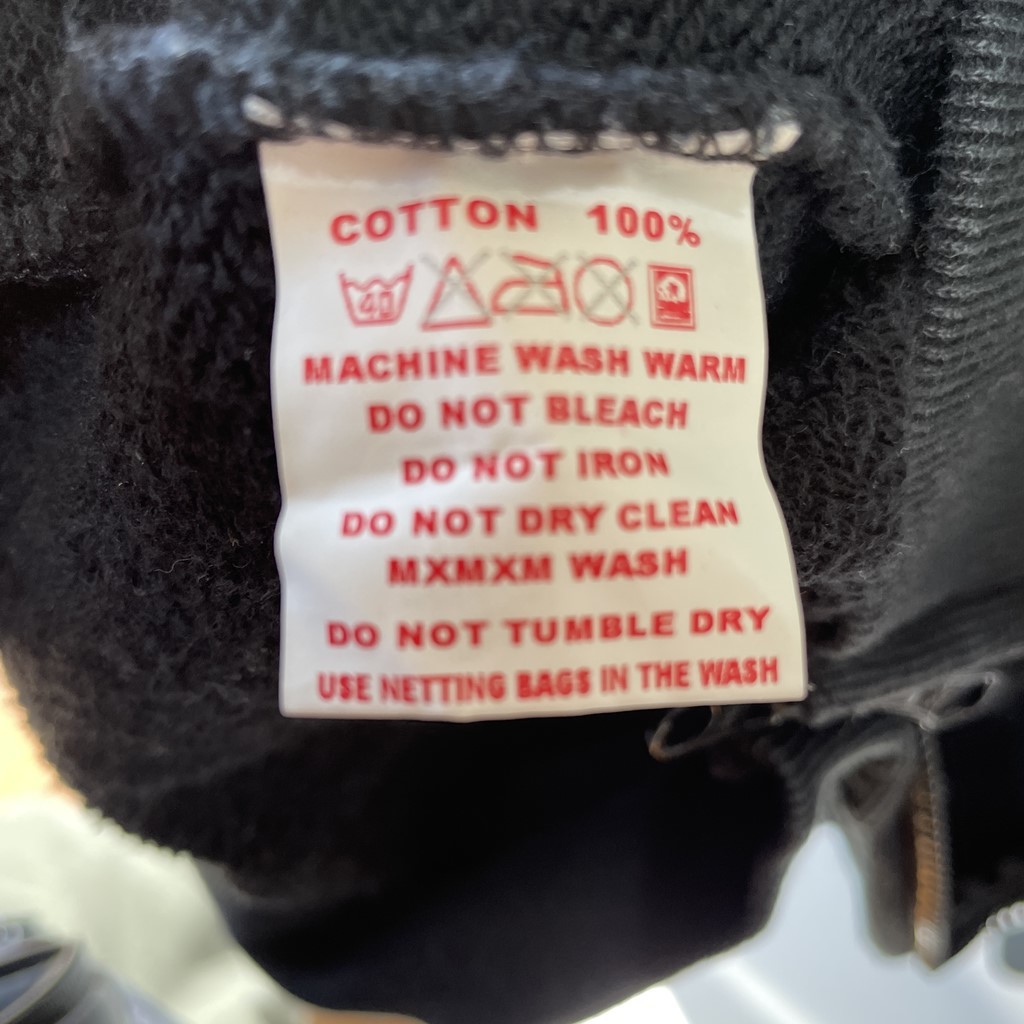 COTTON 100%
40
MACHINE WASH WARM
DO NOT BLEACH
DO NOT IRON
DO NOT DRY CLEAN
MXMXM WASH
DO NOT TUMBLE DRY
USE NETTING BAGS IN THE WASH